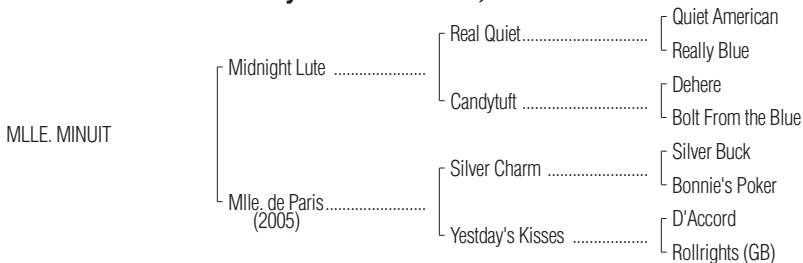 Quiet American
Real Quiet......................
Really Blue
Midnight Lute ......................
Dehere
Candytuft ......................
Bolt From the Blue
MLLE. MINUIT
Silver Buck
Silver Charm ..................
Bonnie's Poker
Mlle. de Paris........................
(2005)
D'Accord
Yestday's Kisses ..................
Rollrights (GB)